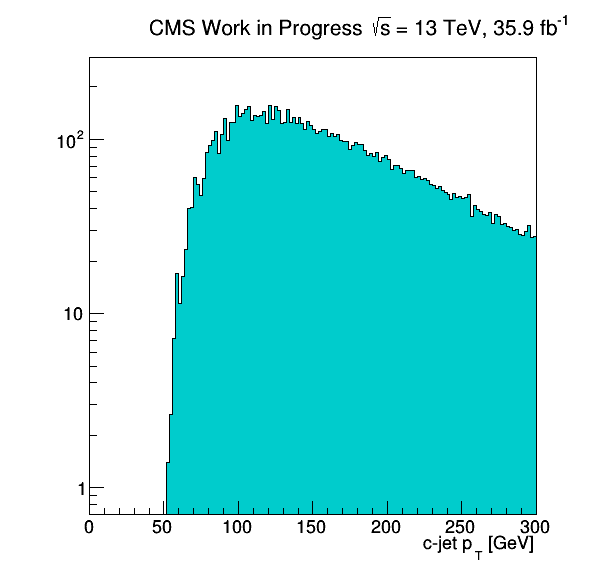 CMS Work in Progress √s = 13 TeV, 35.9 fb⁻¹
10²
10
1
0 50 100 150 200 250 300
c-jet p_T [GeV]